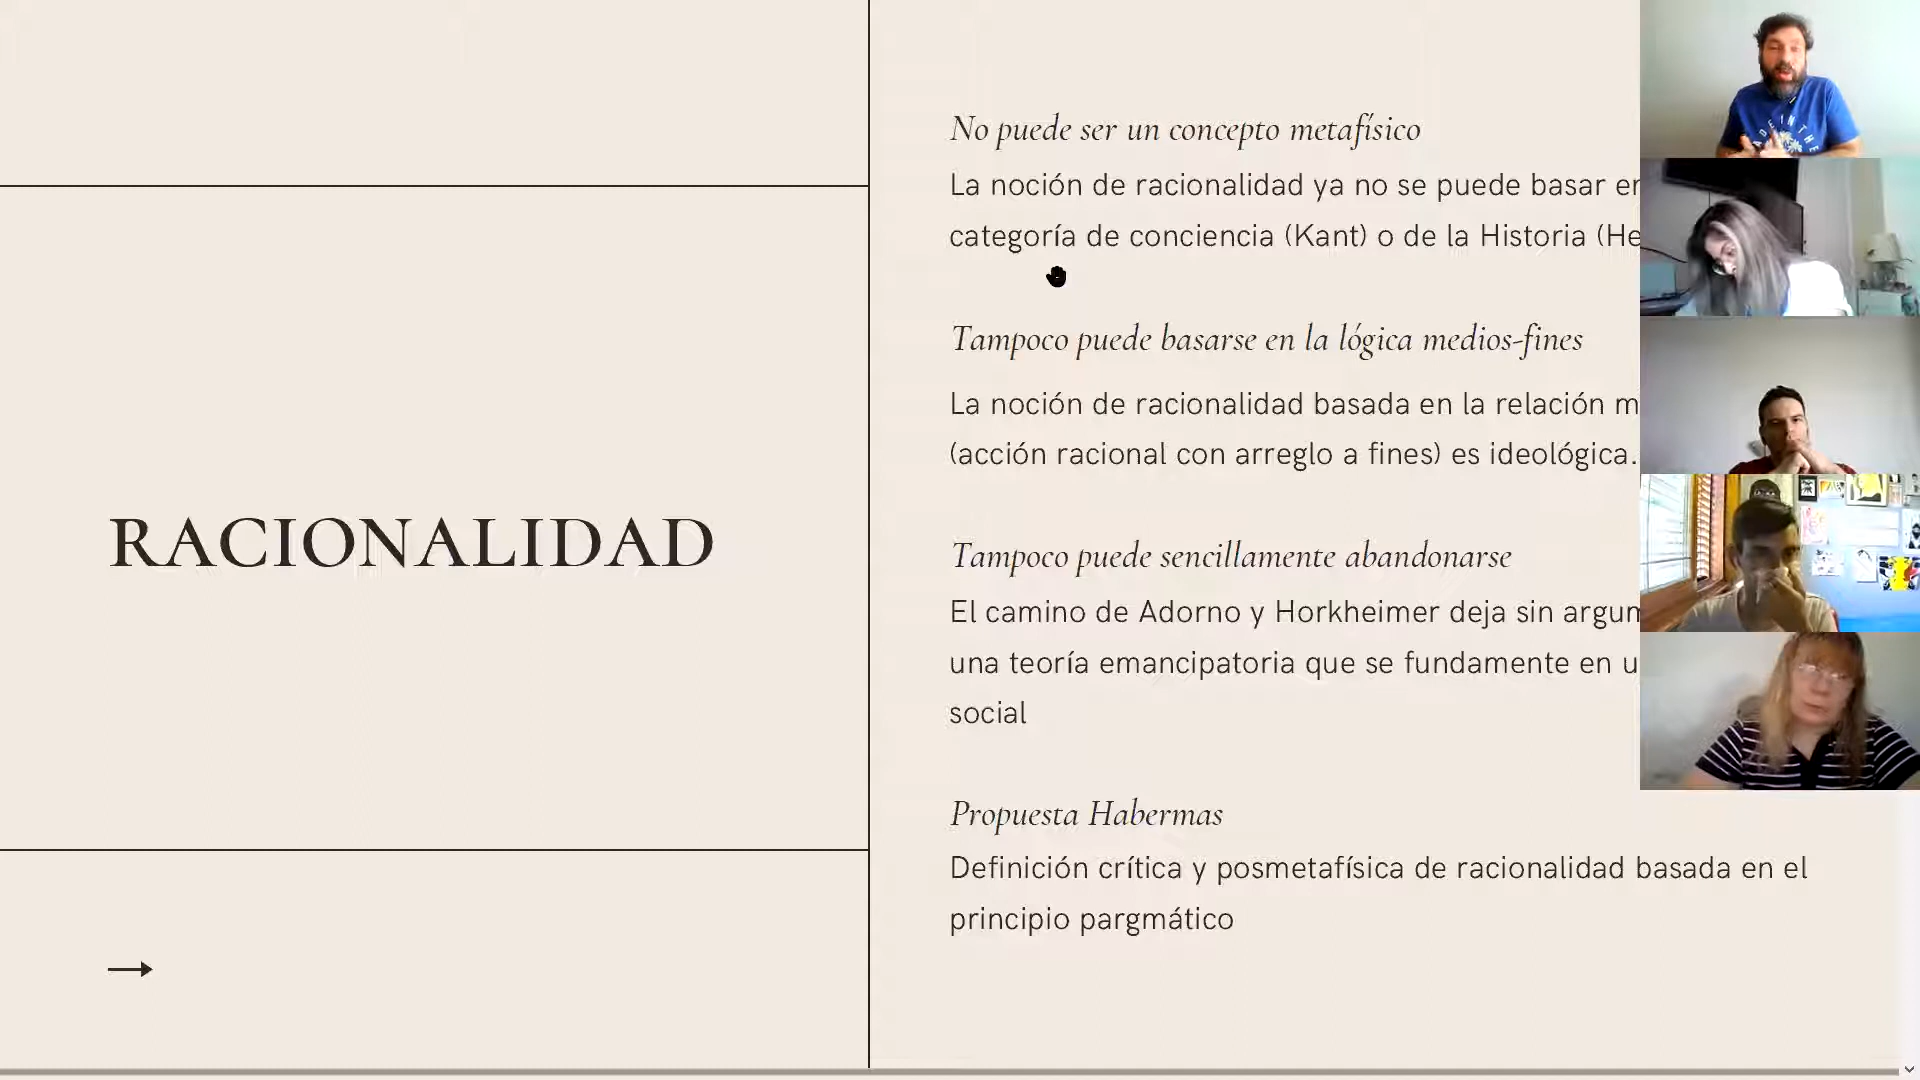 RACIONALIDAD
No puede ser un concepto metafísico
La noción de racionalidad ya no se puede basar
categoría de conciencia (Kant) o de la Historia
Tampoco puede basarse en la lógica medios-fines
La noción de racionalidad basada en la relación
(acción racional con arreglo a fines) es ideológica.
Tampoco puede sencillamente abandonarse
El camino de Adorno y Horkheimer deja sin
una teoría emancipatoria que se fundamente en
social
Propuesta Habermas
Definición crítica y posmetafísica de racionalidad basada en el
principio pargmático